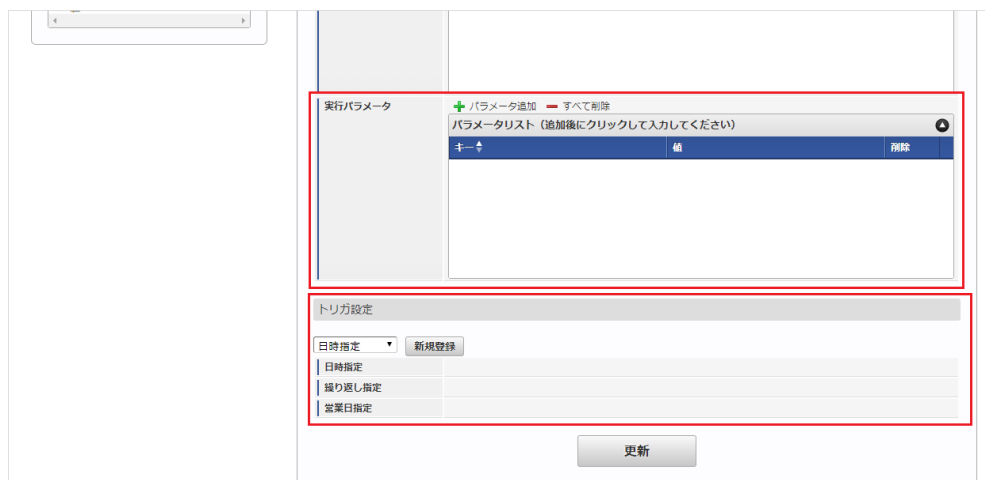 実行パラメータ
パラメータ追加 すべて削除
パラメータリスト（追加後にクリックして入力してください）
キー 値 削除
トリガ設定
日時指定 新規登録
日時指定
繰り返し指定
営業日指定
更新